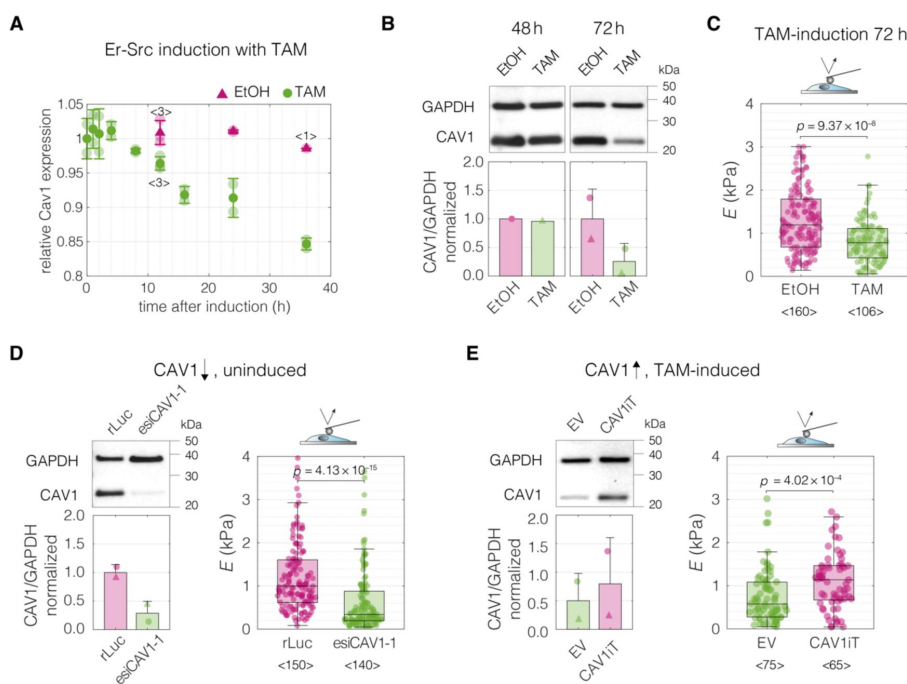 A
Er-Src induction with TAM
EtOH TAM
<3>
<1>
<3>
relative Cav1 expression
1.05
1
0.95
0.9
0.85
0.8
0 10 20 30 40
time after induction (h)
B
48 h 72 h
EtOH TAM EtOH TAM
kDa
GAPDH
CAV1
50
40
30
20
CAV1/GAPDH
normalized
2.0
1.5
1.0
0.5
0.0
EtOH TAM EtOH TAM
C
TAM-induction 72 h
p = 9.37 × 10⁻⁸
E (kPa)
4
3
2
1
0
EtOH TAM
<160> <106>
D
CAV1↓, uninduced
rLuc esiCAV1-1
kDa
GAPDH
CAV1
50
40
30
20
CAV1/GAPDH
normalized
2.0
1.5
1.0
0.5
0.0
rLuc esiCAV1-1
p = 4.13 × 10⁻¹⁵
E (kPa)
4
3
2
1
0
rLuc esiCAV1-1
<150> <140>
E
CAV1↑, TAM-induced
EV CAV1iT
kDa
GAPDH
CAV1
50
40
30
20
CAV1/GAPDH
normalized
2.0
1.5
1.0
0.5
0.0
EV CAV1iT
p = 4.02 × 10⁻⁴
E (kPa)
4
3
2
1
0
EV CAV1iT
<75> <65>